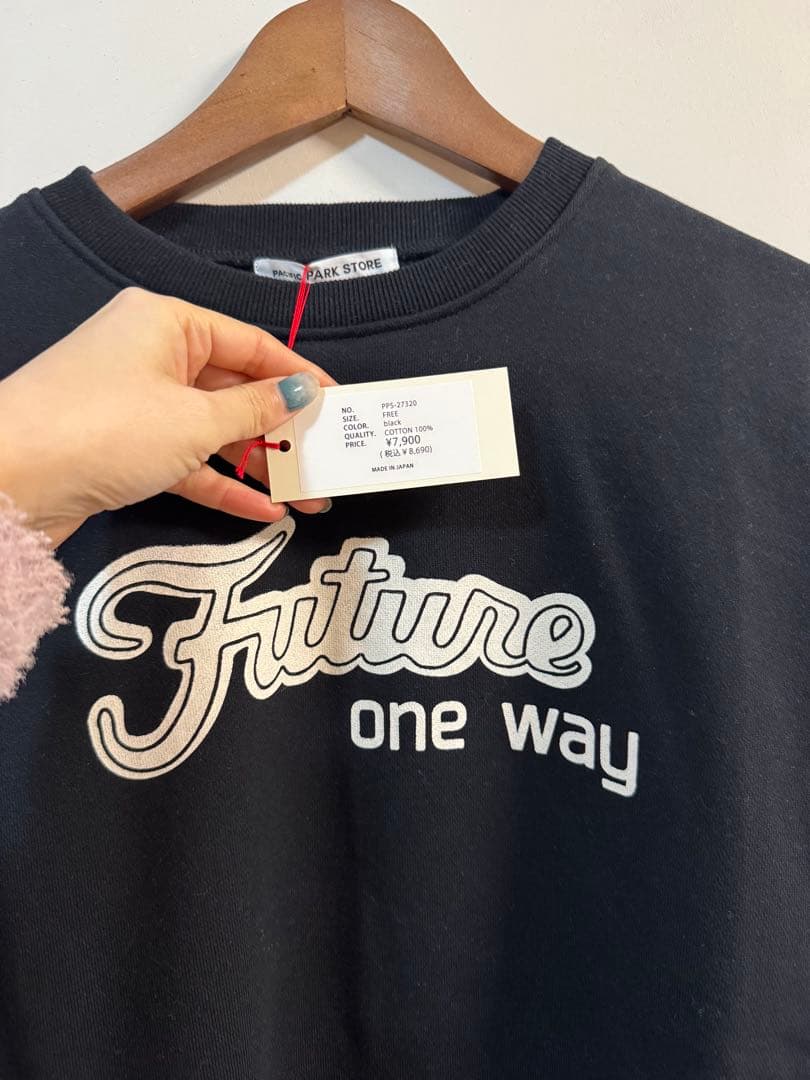 PACIFIC PARK STORE
NO. PPS-27320
SIZE. FREE
COLOR. black
QUALITY. COTTON 100%
PRICE. ¥7,900
(税込¥8,690)
MADE IN JAPAN
Future
one way